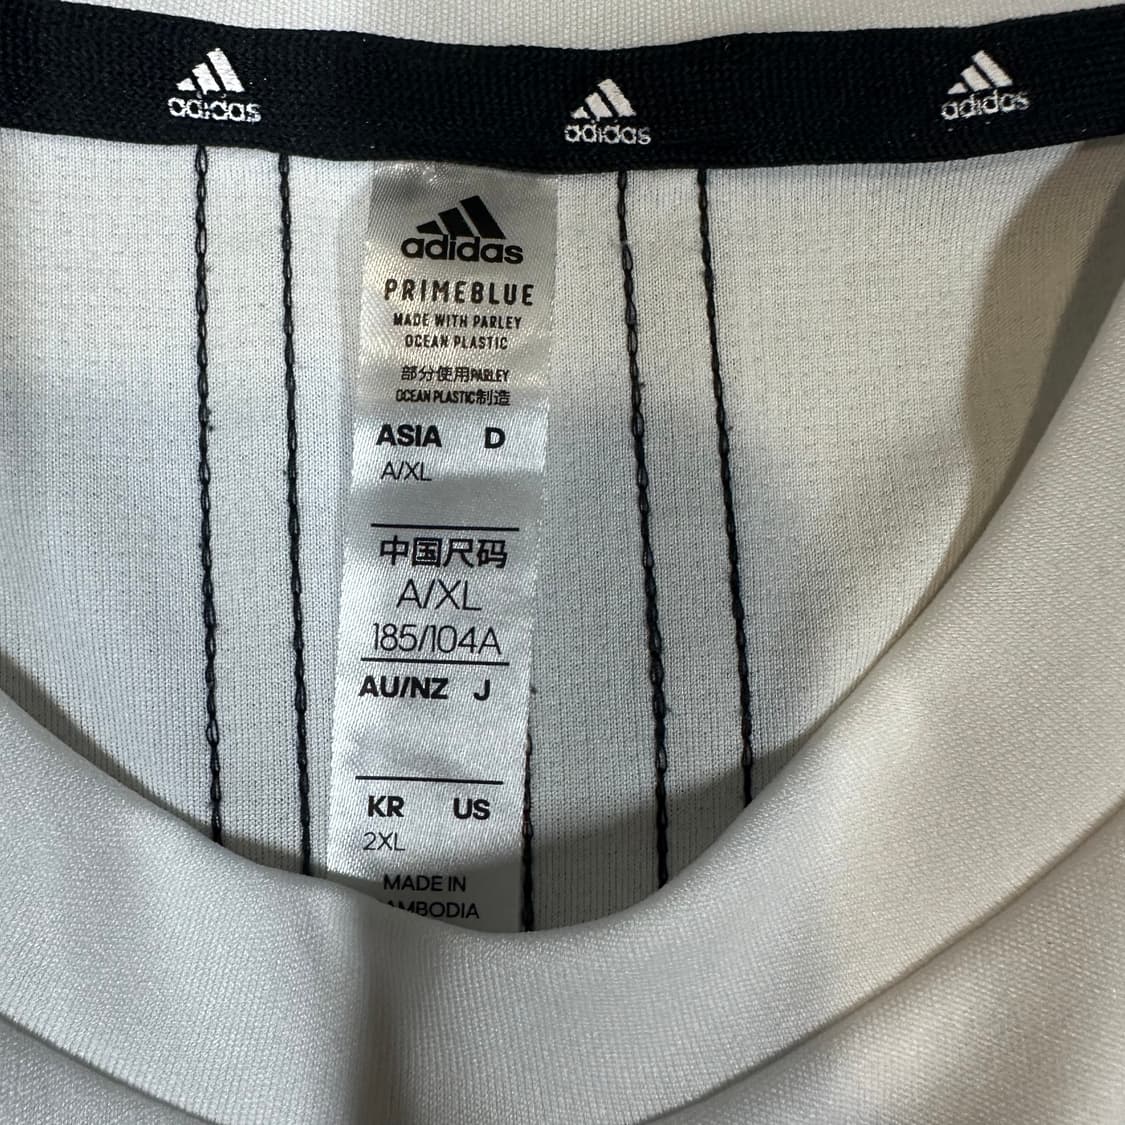 adidas
adidas
adidas
adidas
PRIMEBLUE
MADE WITH PARLEY
OCEAN PLASTIC
部分使用PARLEY
OCEAN PLASTIC制造
ASIA D
A/XL
中国尺码
A/XL
185/104A
AU/NZ J
KR US
2XL
MADE IN
AMBODIA